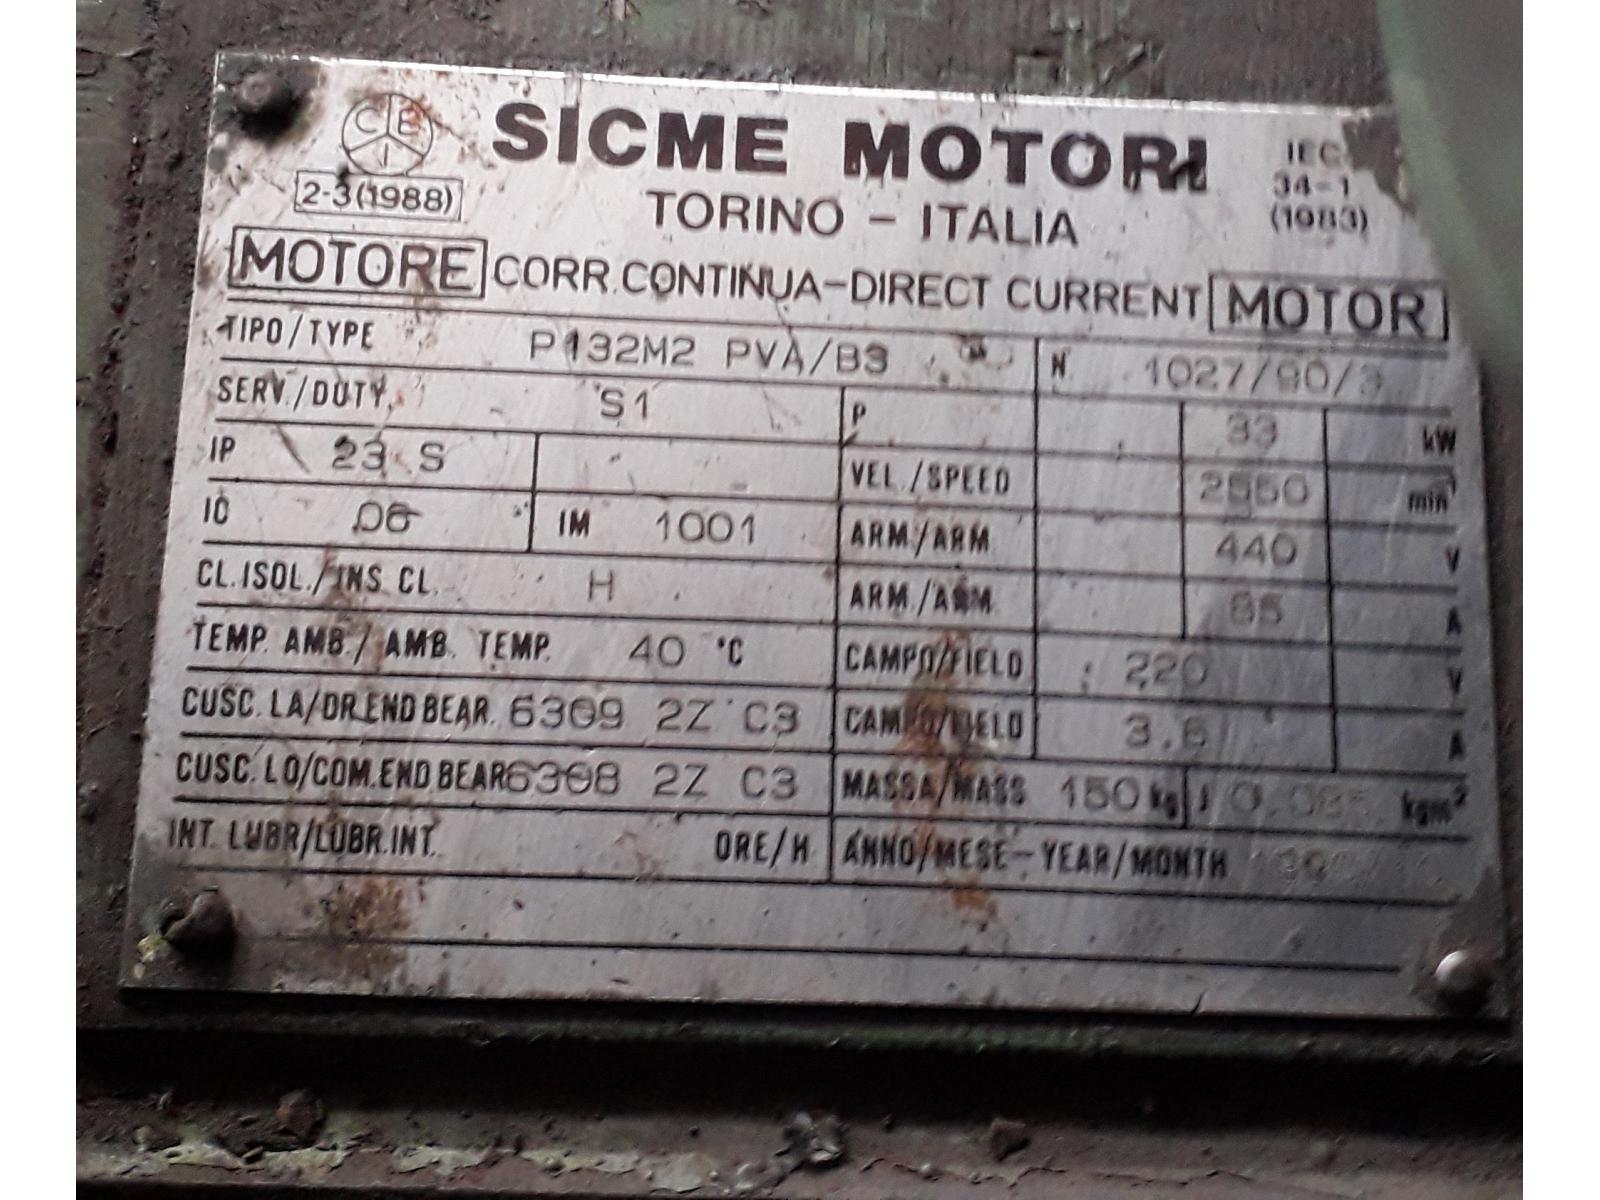 CEI SICME MOTORI IEC
2-3(1988) TORINO - ITALIA 34-1 (1983)
MOTORE CORR.CONTINUA-DIRECT CURRENT MOTOR
TIPO/TYPE P132M2 PVA/B3 N 1027/90/3
SERV./DUTY S1 P 33 kW
IP 23 S VEL./SPEED 2550 min
IC 06 IM 1001 ARM./ARM 440 V
CL.ISOL./INS CL. H ARM./ARM. 85 A
TEMP. AMB./ AMB. TEMP. 40 °C CAMPO/FIELD 220 V
CUSC. LA/DR.END BEAR. 6309 2Z C3 CAMPO/FIELD A
CUSC. LO/COM.END BEAR 6308 2Z C3 MASSA/MASS 150 kg J kgm²
INT. LUBR/LUBR.INT. ORE/H ANNO/MESE-YEAR/MONTH